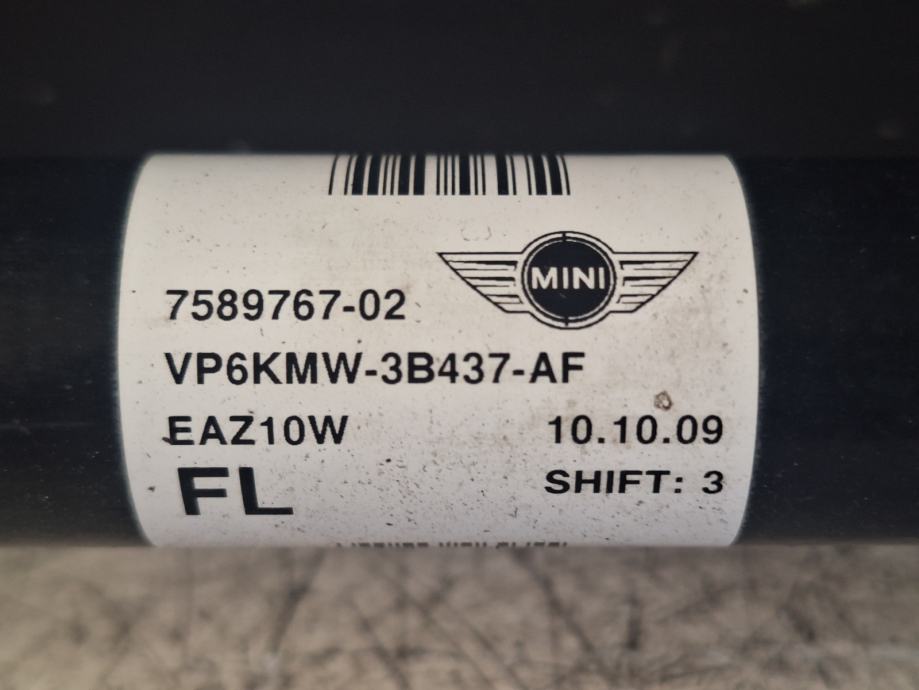 MINI
7589767-02
VP6KMW-3B437-AF
EAZ10W 10.10.09
FL SHIFT: 3